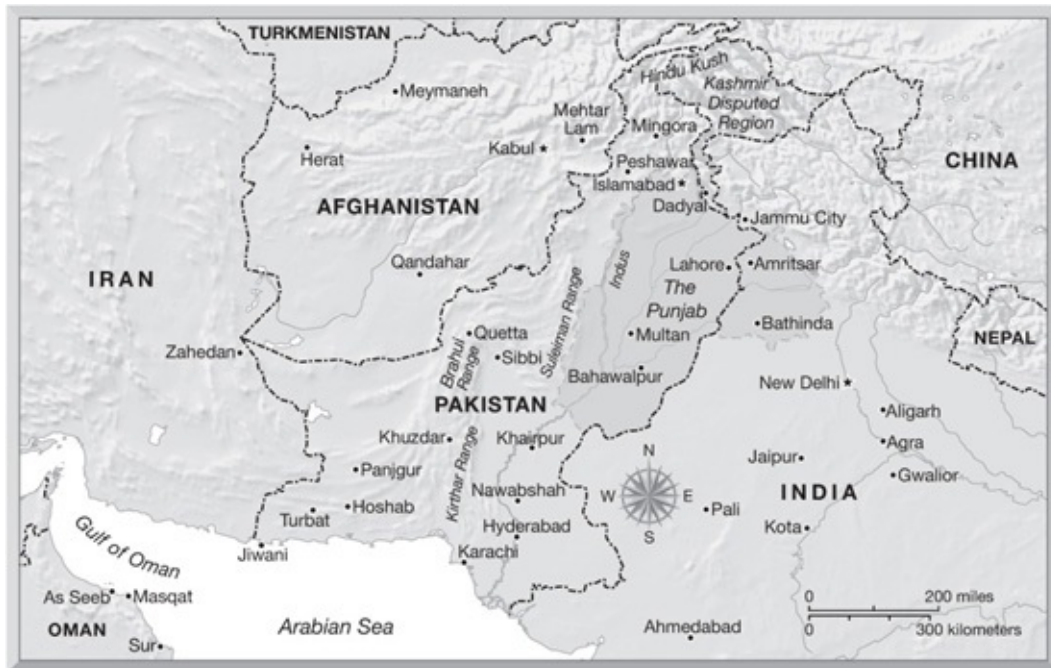 TURKMENISTAN
Meymaneh
Hindu Kush
Kashmir
Disputed
Region
Mehtar
Lam
Mingora
Herat
Kabul
CHINA
Peshawar
Islamabad
AFGHANISTAN
Dadyal
Jammu City
Qandahar
IRAN
Indus
Lahore
Amritsar
The
Punjab
Suleiman Range
Zahedan
Quetta
Sibbi
Multan
Bathinda
NEPAL
Brahui
Range
Bahawalpur
New Delhi
PAKISTAN
Aligarh
Khuzdar
Khairpur
Agra
Kirthar Range
Panjgur
N
Jaipur
Gwalior
W
E
INDIA
Nawabshah
Hoshab
Turbat
Pali
S
Kota
Hyderabad
Gulf of Oman
Jiwani
Karachi
As Seeb
Masqat
0
200 miles
0
300 kilometers
OMAN
Arabian Sea
Ahmedabad
Sur